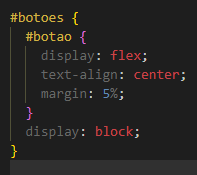 #botoes {
#botao {
display: flex;
text-align: center;
margin: 5%;
}
display: block;
}